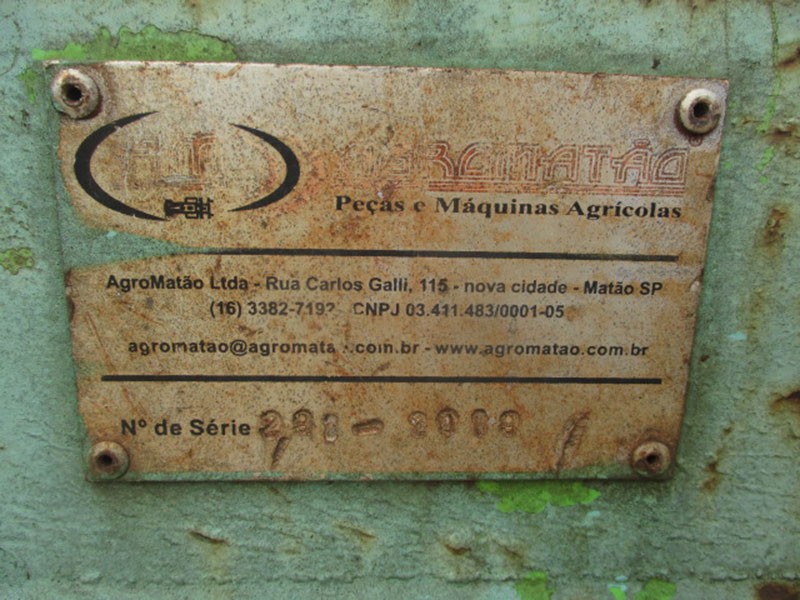 AGROMATÃO
Peças e Máquinas Agrícolas
AgroMatão Ltda - Rua Carlos Galli, 115 - nova cidade - Matão SP
(16) CNPJ 03.411.483/0001-05
www.agromatao.com.br
Nº de Série